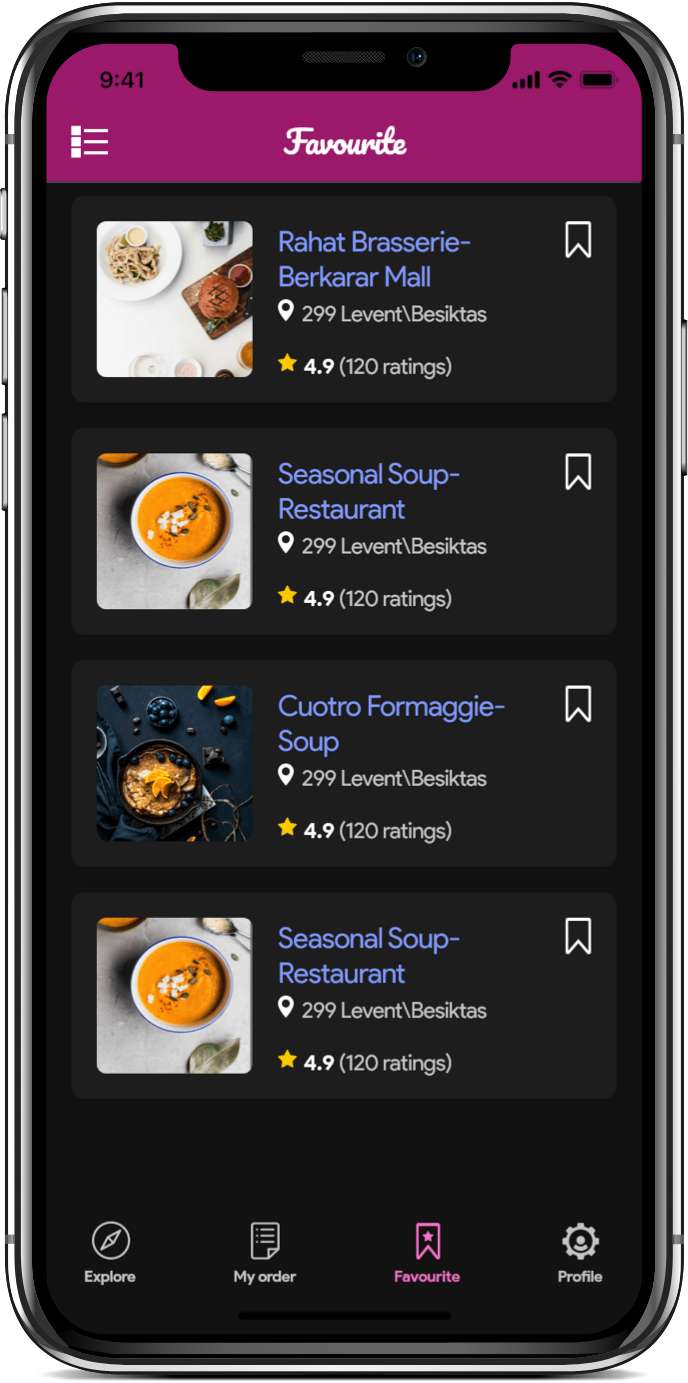 9:41
Favourite
Rahat Brasserie-
Berkarar Mall
299 Levent\Besiktas
4.9 (120 ratings)
Seasonal Soup-
Restaurant
299 Levent\Besiktas
4.9 (120 ratings)
Cuotro Formaggie-
Soup
299 Levent\Besiktas
4.9 (120 ratings)
Seasonal Soup-
Restaurant
299 Levent\Besiktas
4.9 (120 ratings)
Explore
My order
Favourite
Profile